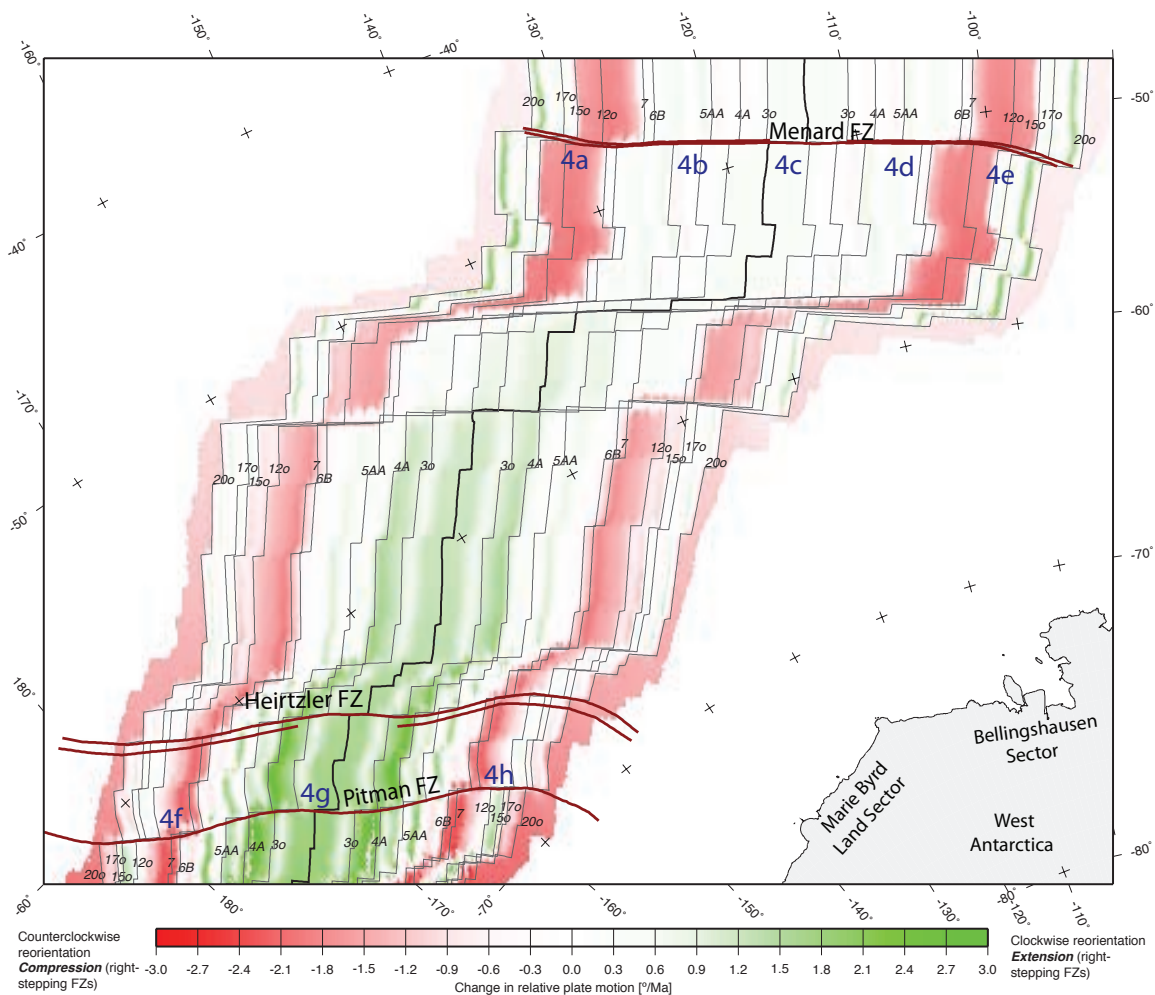 -160° -150° -140° -40° -130° -120° -110° -100°
-50°
20o 17o 15o 12o 7 6B 5AA 4A 3o 3o 4A 5AA 6B 7 12o 15o 17o 20o
Menard FZ
4a 4b 4c 4d 4e
-40°
-60°
-170°
20o 17o 15o 12o 7 6B 5AA 4A 3o 3o 4A 5AA 6B 7 12o 15o 17o 20o
-50°
-70°
180°
Heirtzler FZ
Bellingshausen
Sector
4g Pitman FZ 4h
4f
Marie Byrd
Land Sector
West
Antarctica
20o 17o 15o 12o 7 6B 5AA 4A 3o 3o 4A 5AA 6B 7 12o 15o 17o 20o
-80°
-60° 180° -170° -70° -160° -150° -140° -130° -80° -120° -110°
Counterclockwise
reorientation
Compression (right-
stepping FZs)
-3.0 -2.7 -2.4 -2.1 -1.8 -1.5 -1.2 -0.9 -0.6 -0.3 0.0 0.3 0.6 0.9 1.2 1.5 1.8 2.1 2.4 2.7 3.0
Change in relative plate motion [°/Ma]
Clockwise reorientation
Extension (right-
stepping FZs)